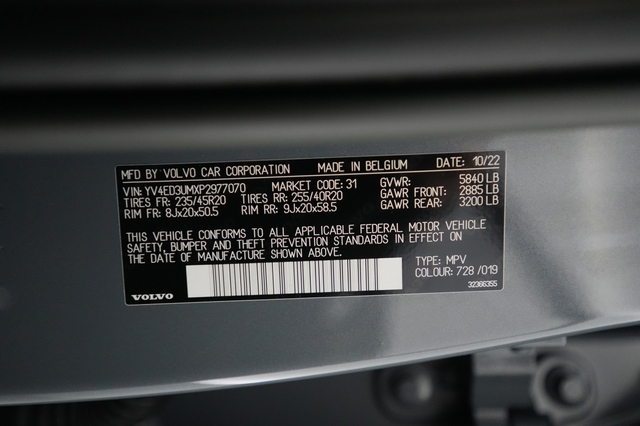 MFD BY VOLVO CAR CORPORATION MADE IN BELGIUM DATE: 10/22
VIN: YV4ED3UMXP2977070 MARKET CODE: 31 GVWR: 5840 LB
TIRES FR: 235/45R20 TIRES RR: 255/40R20 GAWR FRONT: 2885 LB
RIM FR: 8Jx20x50.5 RIM RR: 9Jx20x58.5 GAWR REAR: 3200 LB
THIS VEHICLE CONFORMS TO ALL APPLICABLE FEDERAL MOTOR VEHICLE
SAFETY, BUMPER AND THEFT PREVENTION STANDARDS IN EFFECT ON
THE DATE OF MANUFACTURE SHOWN ABOVE.
TYPE: MPV
COLOUR: 728 /019
VOLVO 32366355